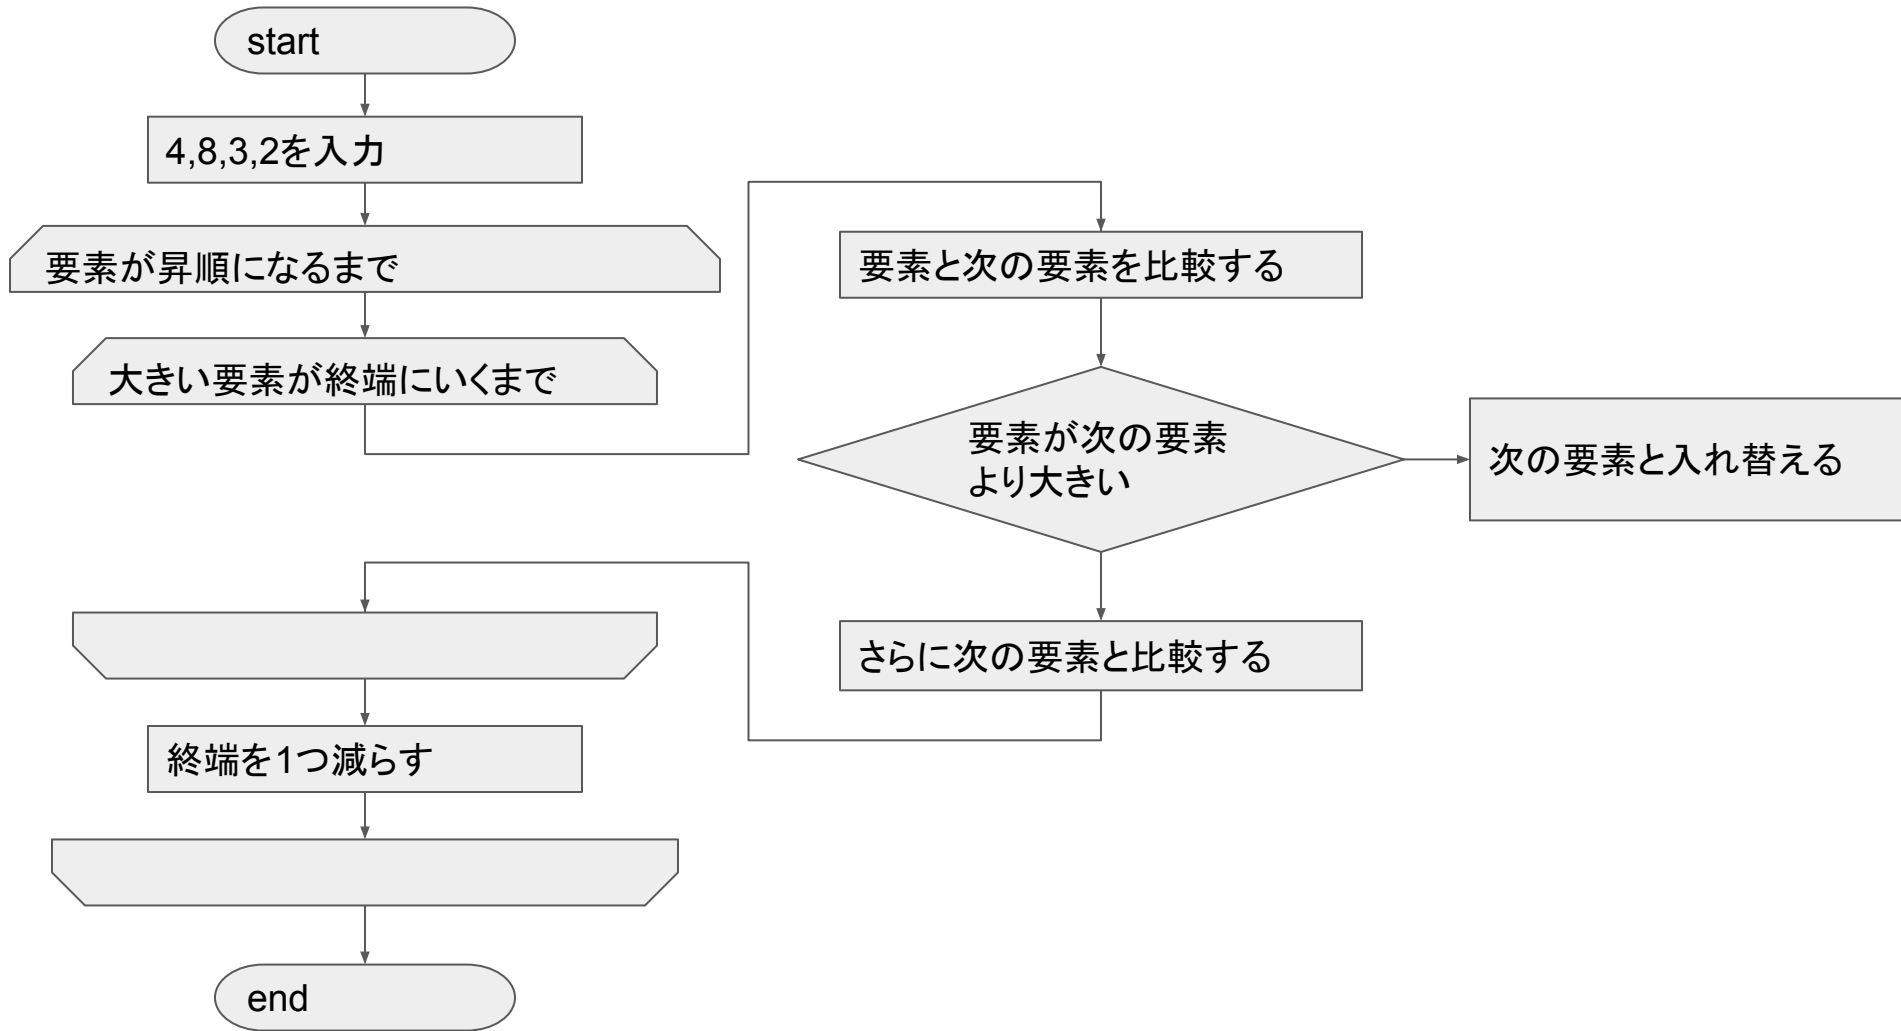 start
4,8,3,2を入力
要素が昇順になるまで
大きい要素が終端にいくまで
要素と次の要素を比較する
要素が次の要素
より大きい
次の要素と入れ替える
さらに次の要素と比較する
終端を1つ減らす
end